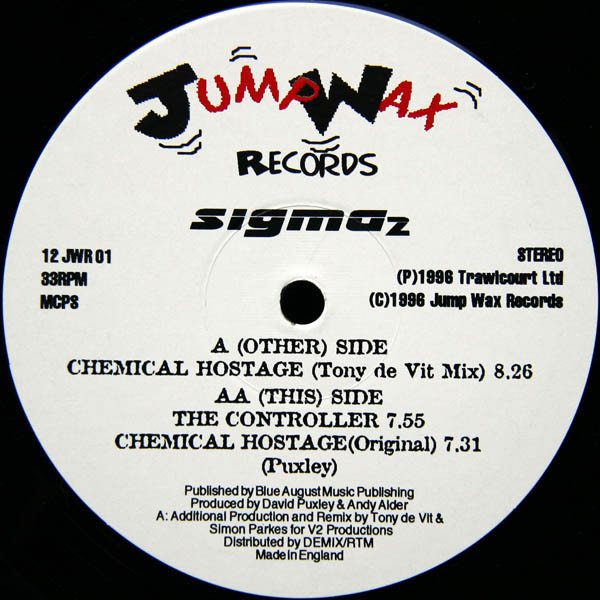 JUMP WAX
RECORDS
sigmaz
12 JWR 01
33RPM
MCPS
STEREO
(P)1996 Trawlcourt Ltd
(C)1996 Jump Wax Records
A (OTHER) SIDE
CHEMICAL HOSTAGE (Tony de Vit Mix) 8.26
AA (THIS) SIDE
THE CONTROLLER 7.55
CHEMICAL HOSTAGE(Original) 7.31
(Puxley)
Published by Blue August Music Publishing
Produced by David Puxley & Andy Alder
A: Additional Production and Remix by Tony de Vit &
Simon Parkes for V2 Productions
Distributed by DEMIX/RTM
Made in England